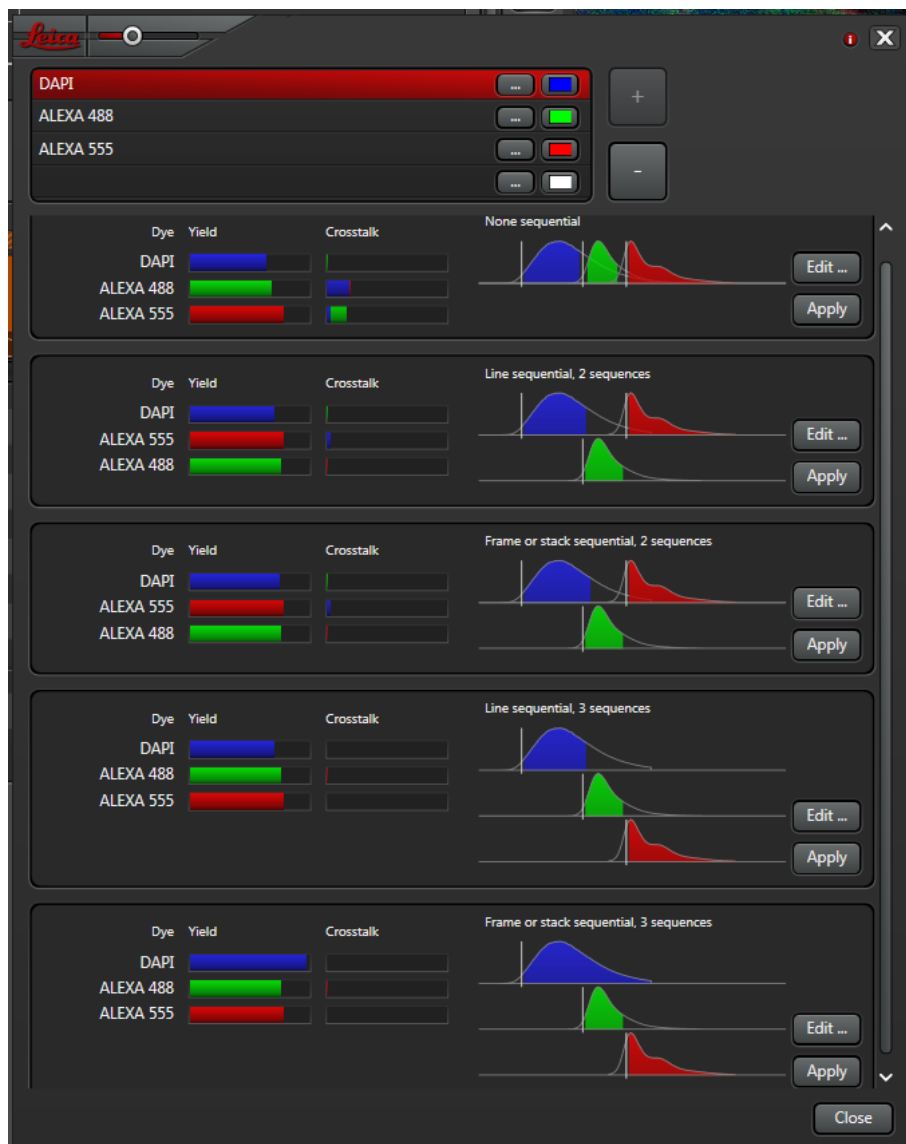 Leica
i X
DAPI ...
ALEXA 488 ...
ALEXA 555 ...
...
+
-
None sequential
Dye Yield Crosstalk
DAPI
ALEXA 488
ALEXA 555
Edit ...
Apply
Line sequential, 2 sequences
Dye Yield Crosstalk
DAPI
ALEXA 555
ALEXA 488
Edit ...
Apply
Frame or stack sequential, 2 sequences
Dye Yield Crosstalk
DAPI
ALEXA 555
ALEXA 488
Edit ...
Apply
Line sequential, 3 sequences
Dye Yield Crosstalk
DAPI
ALEXA 488
ALEXA 555
Edit ...
Apply
Frame or stack sequential, 3 sequences
Dye Yield Crosstalk
DAPI
ALEXA 488
ALEXA 555
Edit ...
Apply
Close